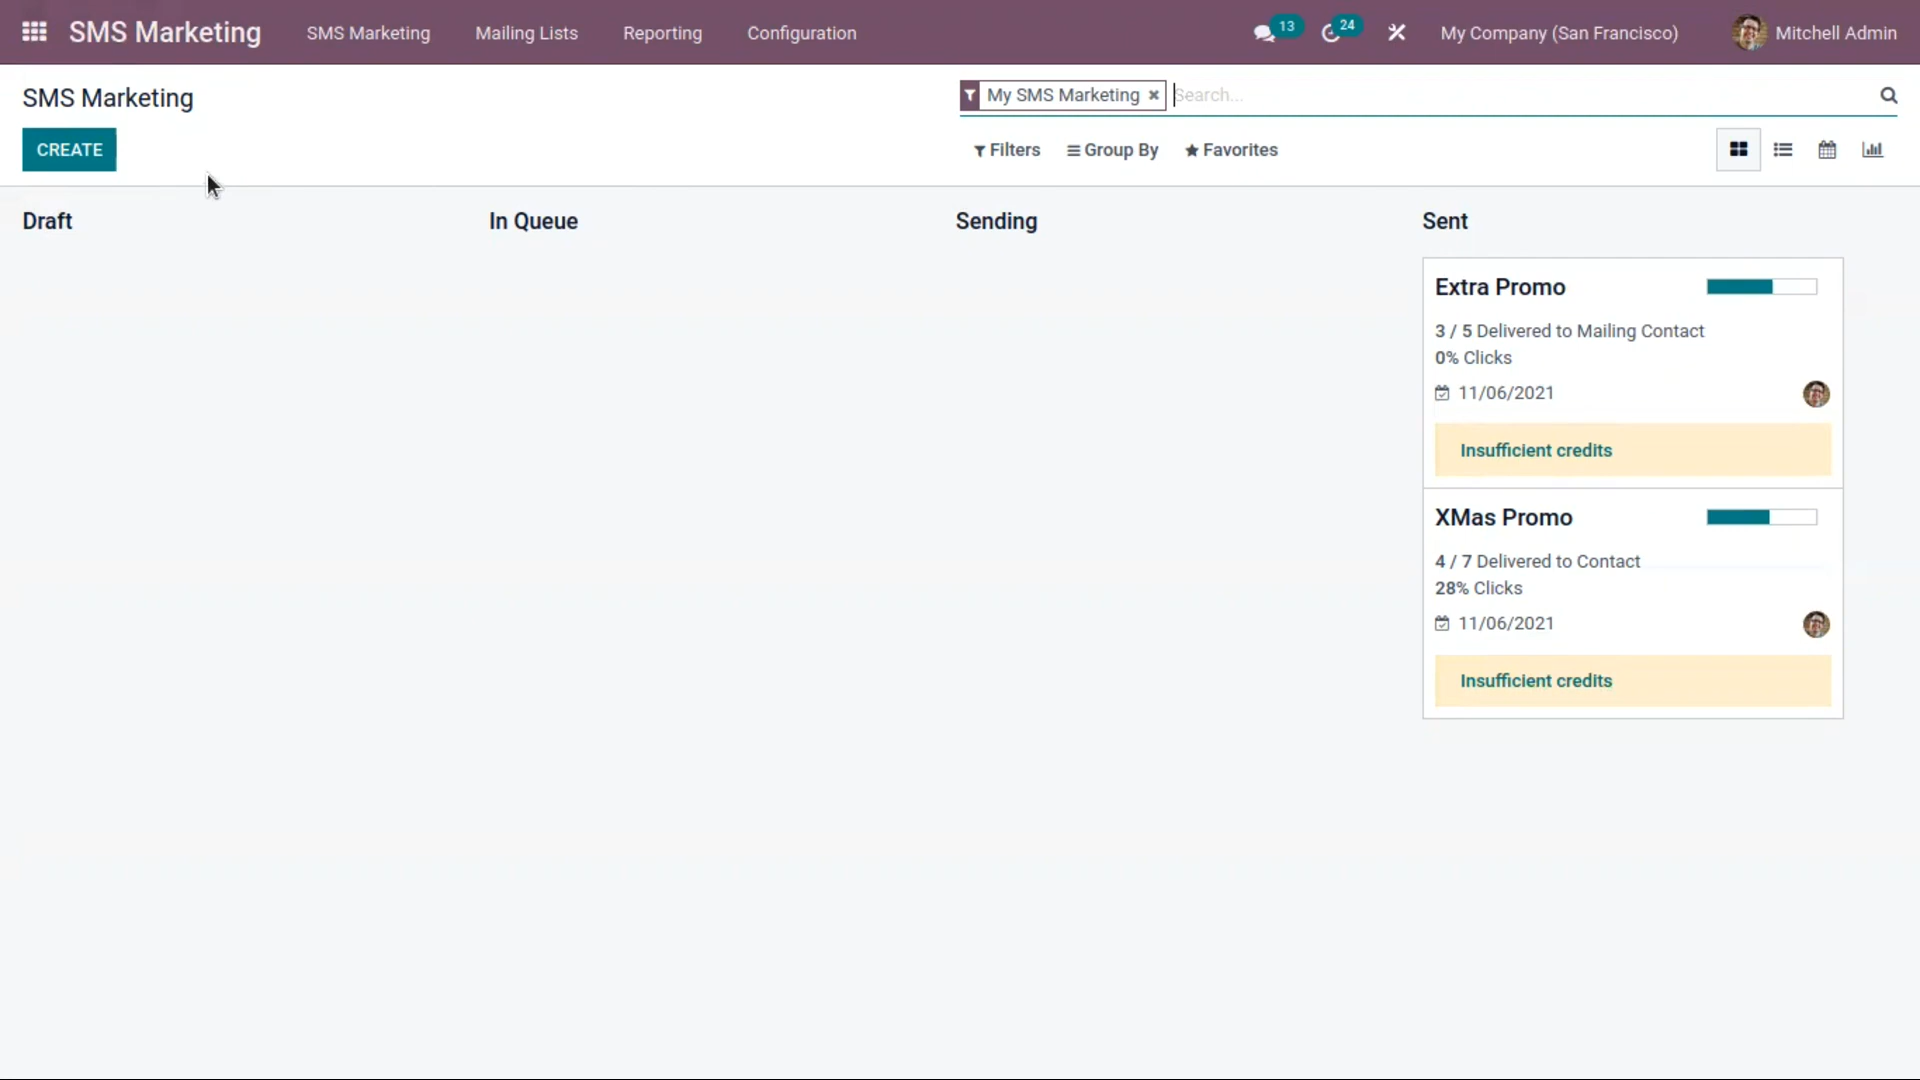 SMS Marketing SMS Marketing Mailing Lists Reporting Configuration 13 24 My Company (San Francisco) Mitchell Admin
SMS Marketing
My SMS Marketing Search...
CREATE
Filters Group By Favorites
Draft
In Queue
Sending
Sent
Extra Promo
3 / 5 Delivered to Mailing Contact
0% Clicks
11/06/2021
Insufficient credits
XMas Promo
4 / 7 Delivered to Contact
28% Clicks
11/06/2021
Insufficient credits